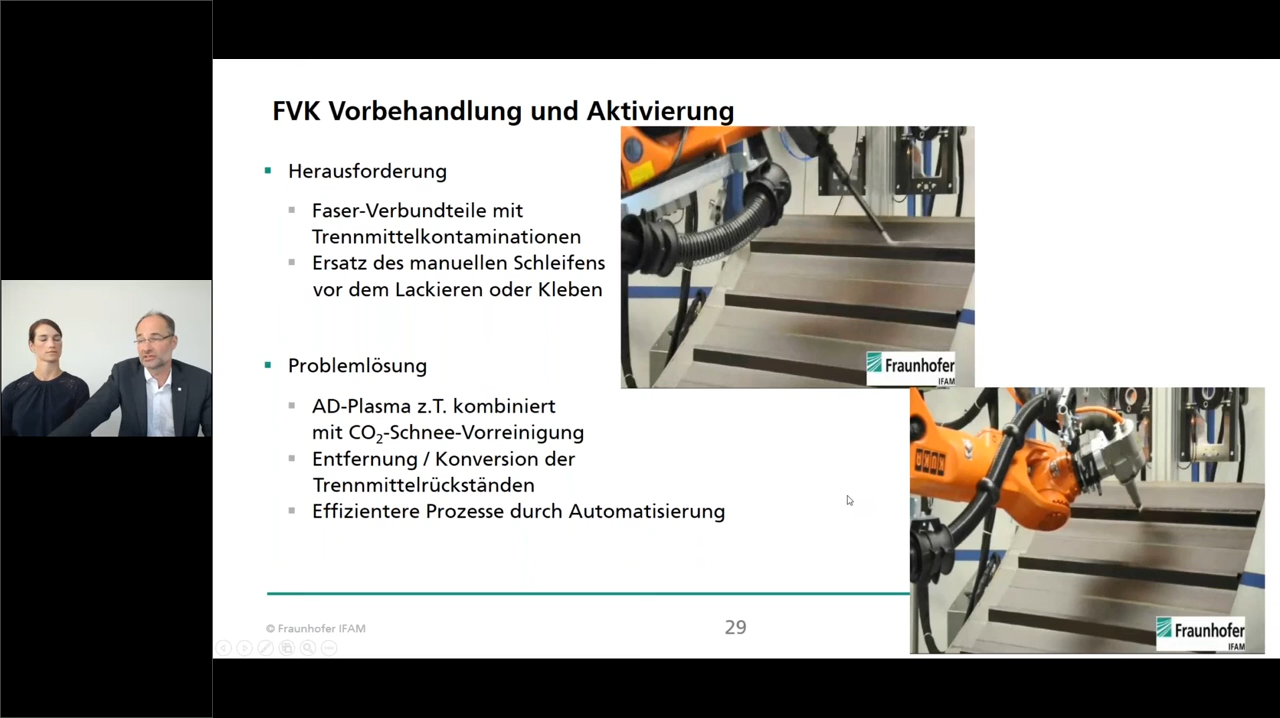 FVK Vorbehandlung und Aktivierung
Herausforderung
Faser-Verbundteile mit
Trennmittelkontaminationen
Ersatz des manuellen Schleifens
vor dem Lackieren oder Kleben
Problemlösung
AD-Plasma z.T. kombiniert
mit CO₂-Schnee-Vorreinigung
Entfernung / Konversion der
Trennmittelrückständen
Effizientere Prozesse durch Automatisierung
Fraunhofer
IFAM
KUKA
Fraunhofer
IFAM
© Fraunhofer IFAM
29